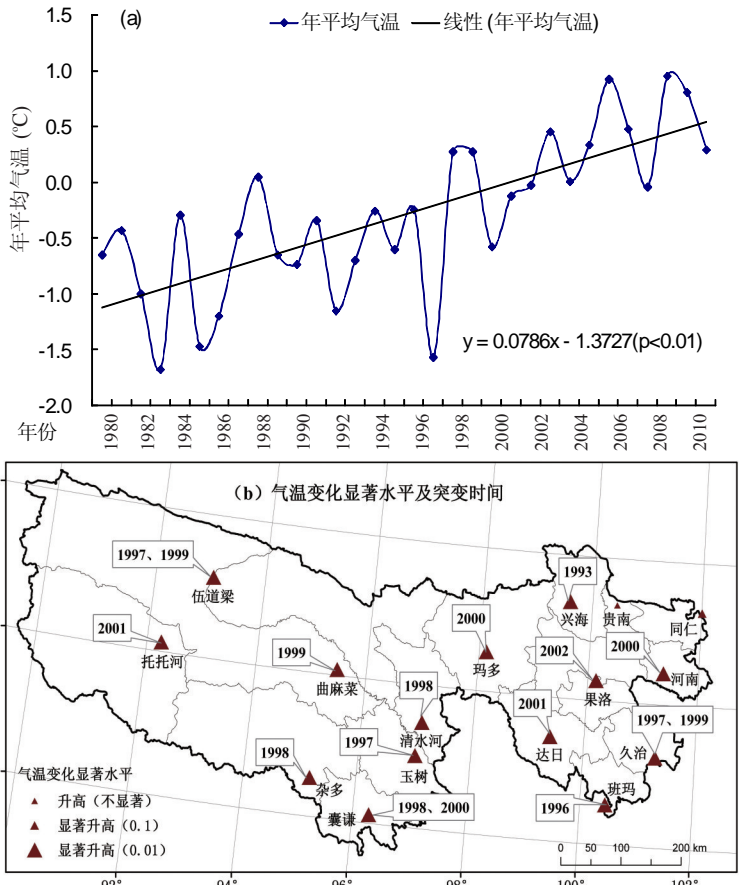 (a)
年平均气温
线性(年平均气温)
年平均气温 (℃)
1.5
1.0
0.5
0.0
-0.5
-1.0
-1.5
-2.0
y = 0.0786x - 1.3727(p<0.01)
年份
1980
1982
1984
1986
1988
1990
1992
1994
1996
1998
2000
2002
2004
2006
2008
2010
(b)气温变化显著水平及突变时间
1997、1999
伍道梁
1993
兴海
贵南
同仁
2001
托托河
1999
曲麻菜
2000
玛多
2002
果洛
2000
河南
1998
清水河
2001
达日
1997、1999
久治
1997
玉树
1998
杂多
1998、2000
囊谦
1996
班玛
气温变化显著水平
升高(不显著)
显著升高(0.1)
显著升高(0.01)
0 50 100 200 km
92°
94°
96°
98°
100°
102°